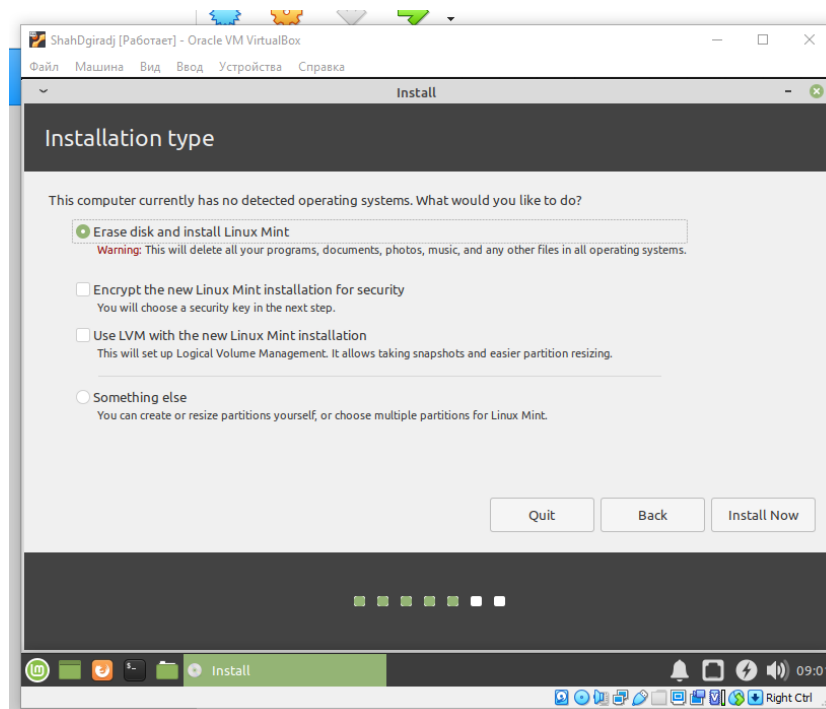 ShahDgiradj [Работает] - Oracle VM VirtualBox
Файл Машина Вид Ввод Устройства Справка
Install
Installation type
This computer currently has no detected operating systems. What would you like to do?
Erase disk and install Linux Mint
Warning: This will delete all your programs, documents, photos, music, and any other files in all operating systems.
Encrypt the new Linux Mint installation for security
You will choose a security key in the next step.
Use LVM with the new Linux Mint installation
This will set up Logical Volume Management. It allows taking snapshots and easier partition resizing.
Something else
You can create or resize partitions yourself, or choose multiple partitions for Linux Mint.
Quit Back Install Now
Install
Right Ctrl